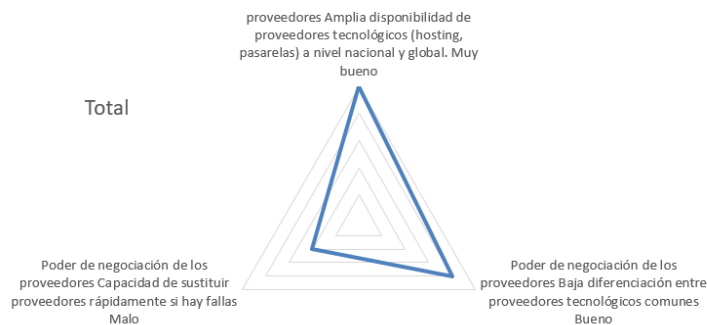 proveedores Amplia disponibilidad de
proveedores tecnológicos (hosting,
pasarelas) a nivel nacional y global. Muy
bueno
Total
Poder de negociación de los
proveedores Capacidad de sustituir
proveedores rápidamente si hay fallas
Malo
Poder de negociación de los
proveedores Baja diferenciación entre
proveedores tecnológicos comunes
Bueno